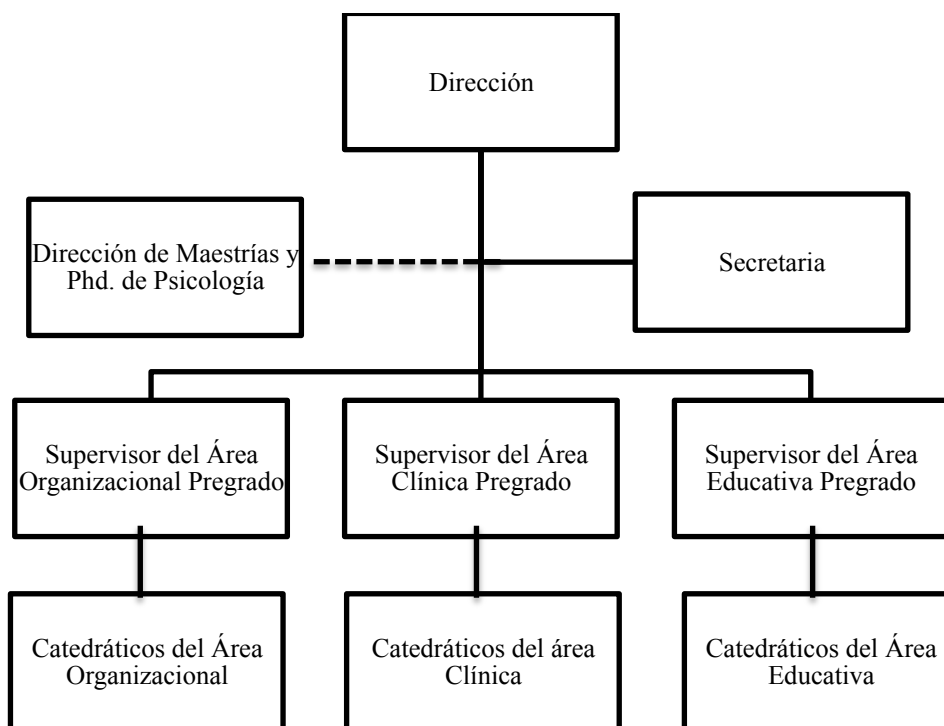 Dirección
Dirección de Maestrías y
Phd. de Psicología
Secretaria
Supervisor del Área
Organizacional Pregrado
Supervisor del Área
Clínica Pregrado
Supervisor del Área
Educativa Pregrado
Catedráticos del Área
Organizacional
Catedráticos del área
Clínica
Catedráticos del Área
Educativa